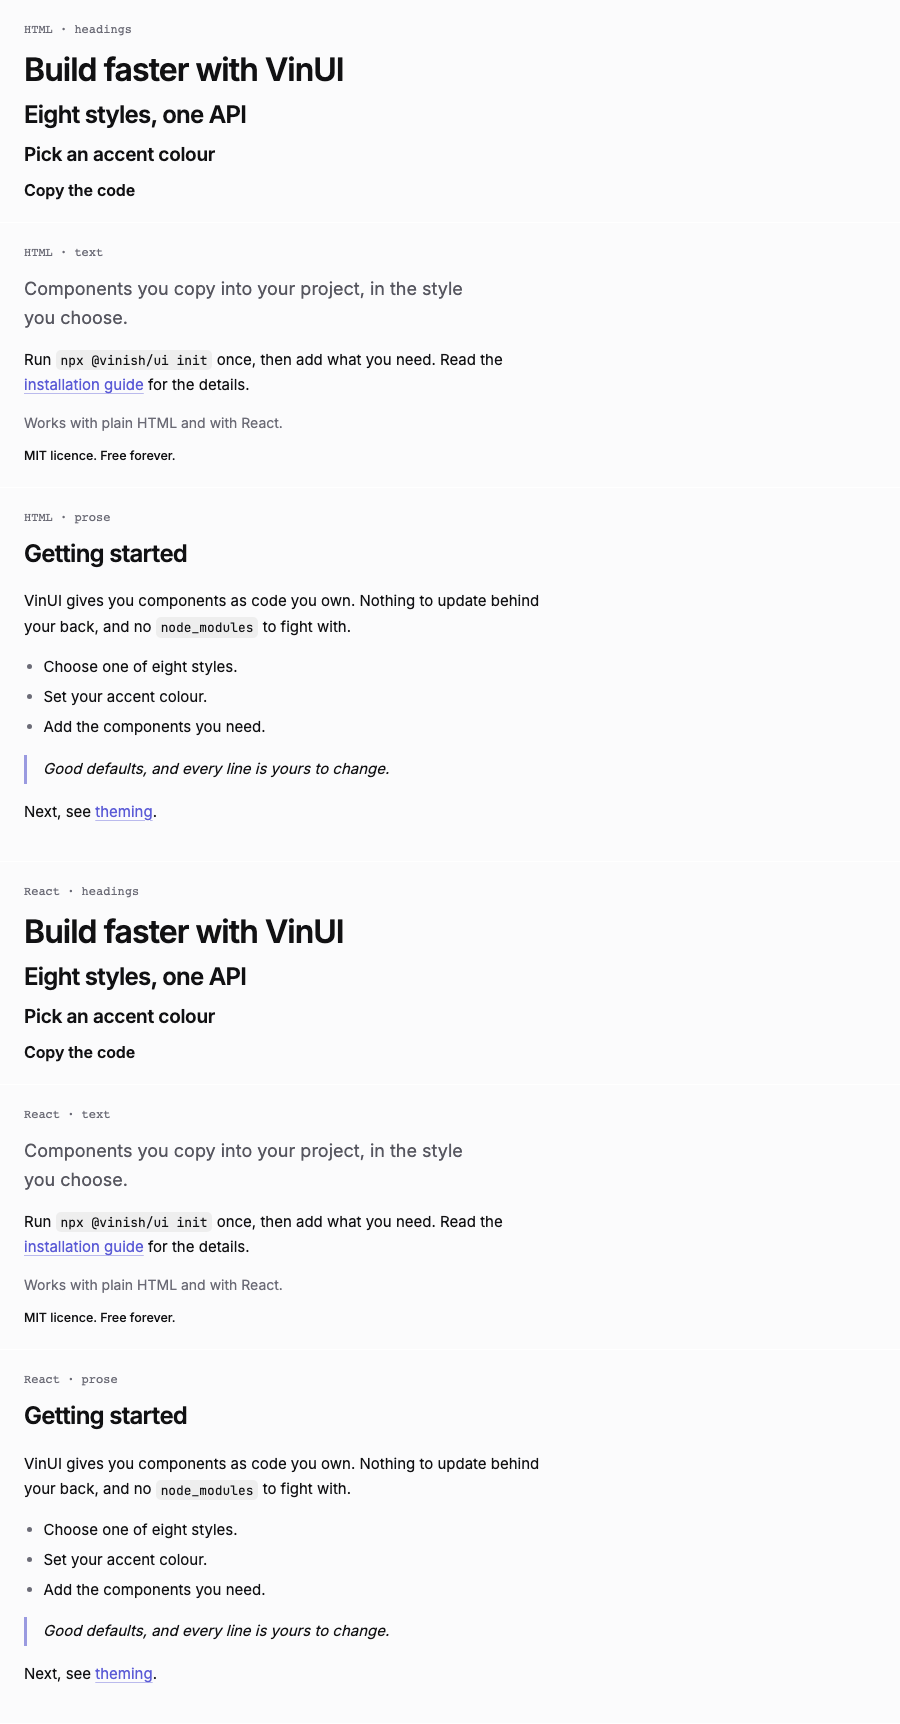 HTML · headings
Build faster with VinUI
Eight styles, one API
Pick an accent colour
Copy the code
HTML · text
Components you copy into your project, in the style
you choose.
Run npx @vinish/ui init once, then add what you need. Read the
installation guide for the details.
Works with plain HTML and with React.
MIT licence. Free forever.
HTML · prose
Getting started
VinUI gives you components as code you own. Nothing to update behind
your back, and no node_modules to fight with.
• Choose one of eight styles.
• Set your accent colour.
• Add the components you need.
Good defaults, and every line is yours to change.
Next, see theming.
React · headings
Build faster with VinUI
Eight styles, one API
Pick an accent colour
Copy the code
React · text
Components you copy into your project, in the style
you choose.
Run npx @vinish/ui init once, then add what you need. Read the
installation guide for the details.
Works with plain HTML and with React.
MIT licence. Free forever.
React · prose
Getting started
VinUI gives you components as code you own. Nothing to update behind
your back, and no node_modules to fight with.
• Choose one of eight styles.
• Set your accent colour.
• Add the components you need.
Good defaults, and every line is yours to change.
Next, see theming.